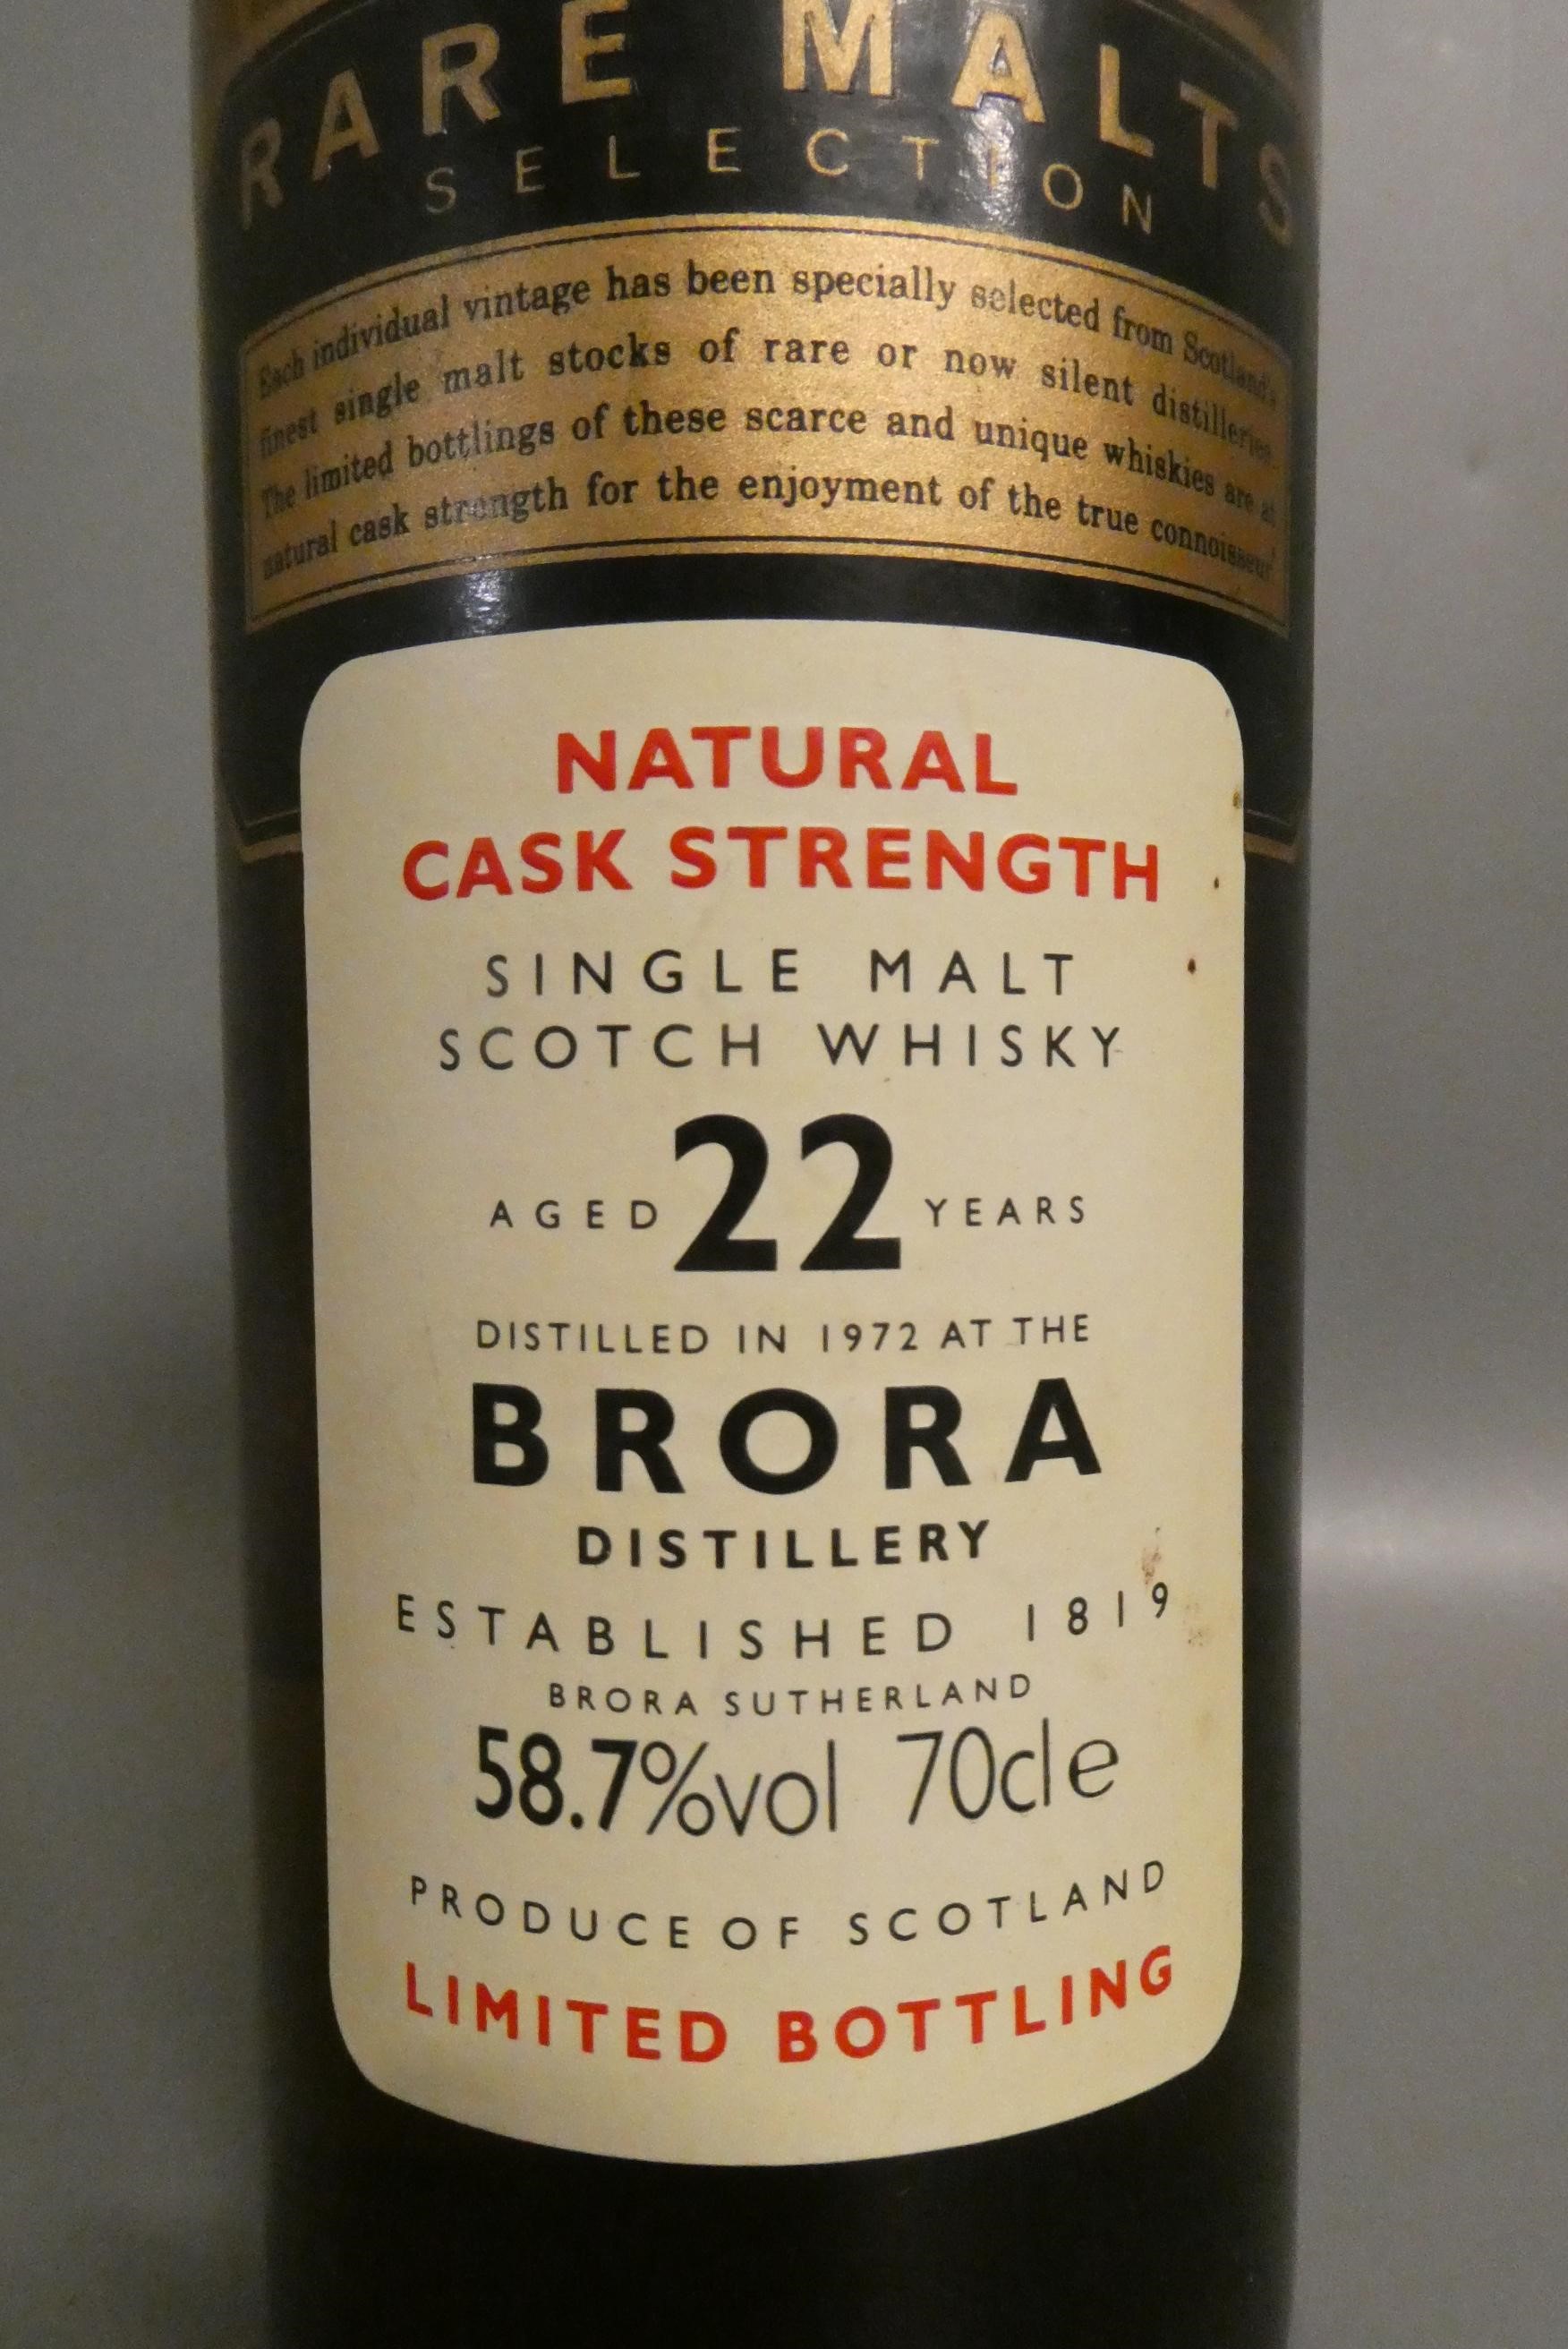 RARE MALTS
SELECTION
Each individual vintage has been specially selected from Scotland's
finest single malt stocks of rare or now silent distilleries.
The limited bottlings of these scarce and unique whiskies are at
natural cask strength for the enjoyment of the true connoisseur.
NATURAL
CASK STRENGTH
SINGLE MALT
SCOTCH WHISKY
AGED 22 YEARS
DISTILLED IN 1972 AT THE
BRORA
DISTILLERY
ESTABLISHED 1819
BRORA SUTHERLAND
58.7%vol 70cle
PRODUCE OF SCOTLAND
LIMITED BOTTLING